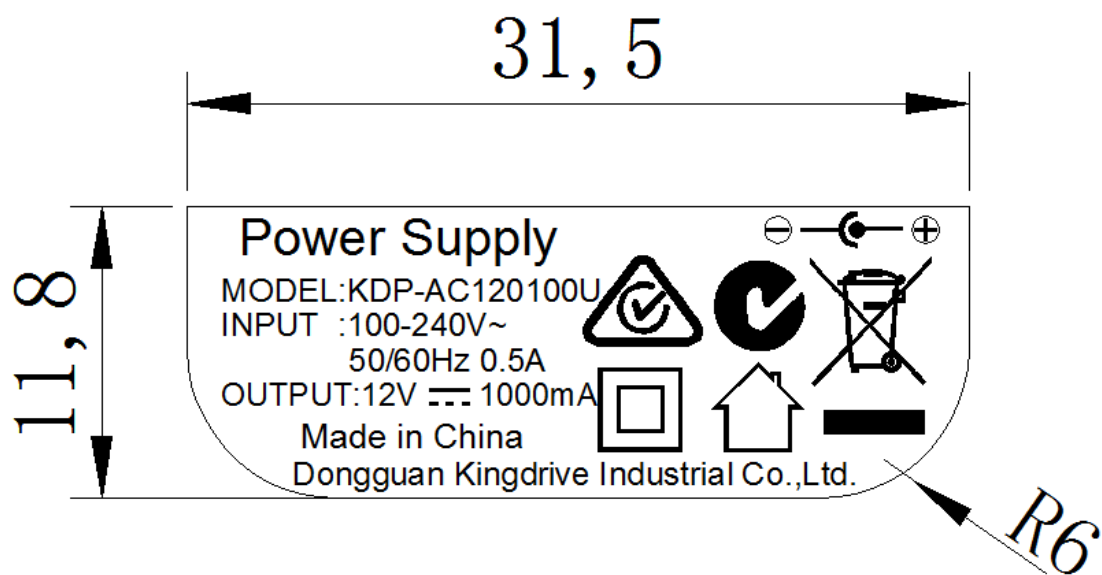 31,5
11,8
Power Supply
MODEL:KDP-AC120100U
INPUT :100-240V~
50/60Hz 0.5A
OUTPUT:12V ⎓ 1000mA
Made in China
Dongguan Kingdrive Industrial Co.,Ltd.
R6